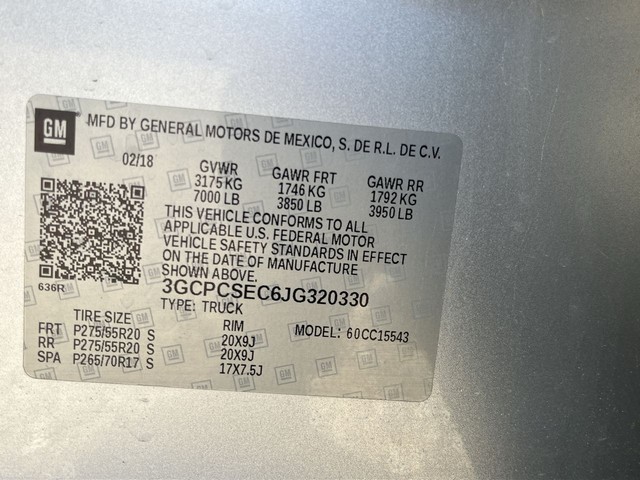 GM MFD BY GENERAL MOTORS DE MEXICO, S. DE R.L. DE C.V.
02/18 GVWR GAWR FRT GAWR RR
3175 KG 1746 KG 1792 KG
7000 LB 3850 LB 3950 LB
THIS VEHICLE CONFORMS TO ALL
APPLICABLE U.S. FEDERAL MOTOR
VEHICLE SAFETY STANDARDS IN EFFECT
ON THE DATE OF MANUFACTURE
SHOWN ABOVE.
636R
3GCPCSEC6JG320330
TYPE: TRUCK
TIRE SIZE RIM MODEL: 60CC15543
FRT P275/55R20 S 20X9J
RR P275/55R20 S 20X9J
SPA P265/70R17 S 17X7.5J